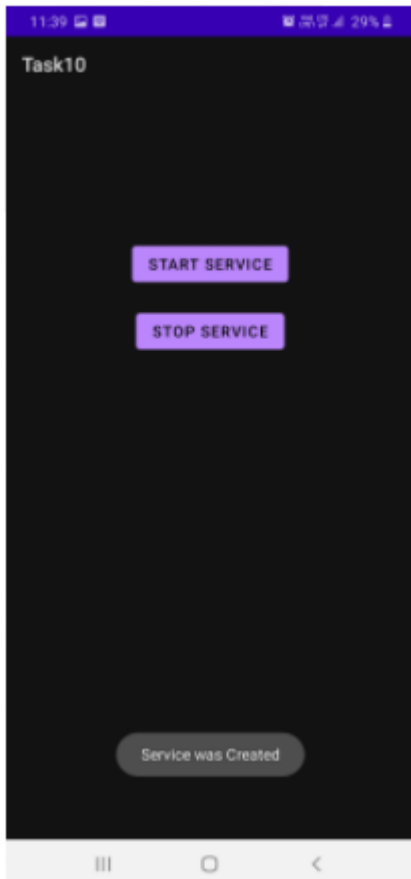 11:39 29%
Task10
START SERVICE
STOP SERVICE
Service was Created